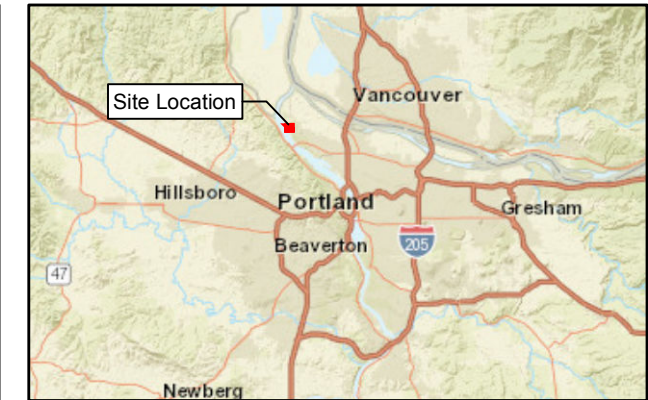 Vancouver
Site Location
Hillsboro
Portland
Gresham
Beaverton
205
47
Newberg